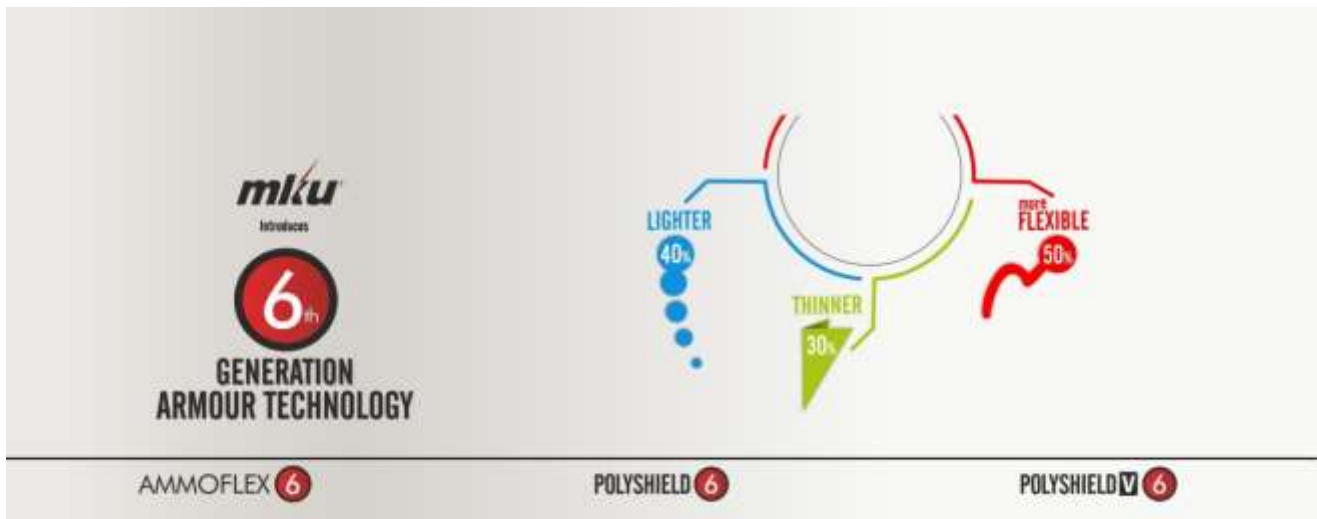 mku
Introduces
6th
GENERATION
ARMOUR TECHNOLOGY
LIGHTER
40%
THINNER
30%
more
FLEXIBLE
50%
AMMOFLEX 6
POLYSHIELD 6
POLYSHIELD V 6